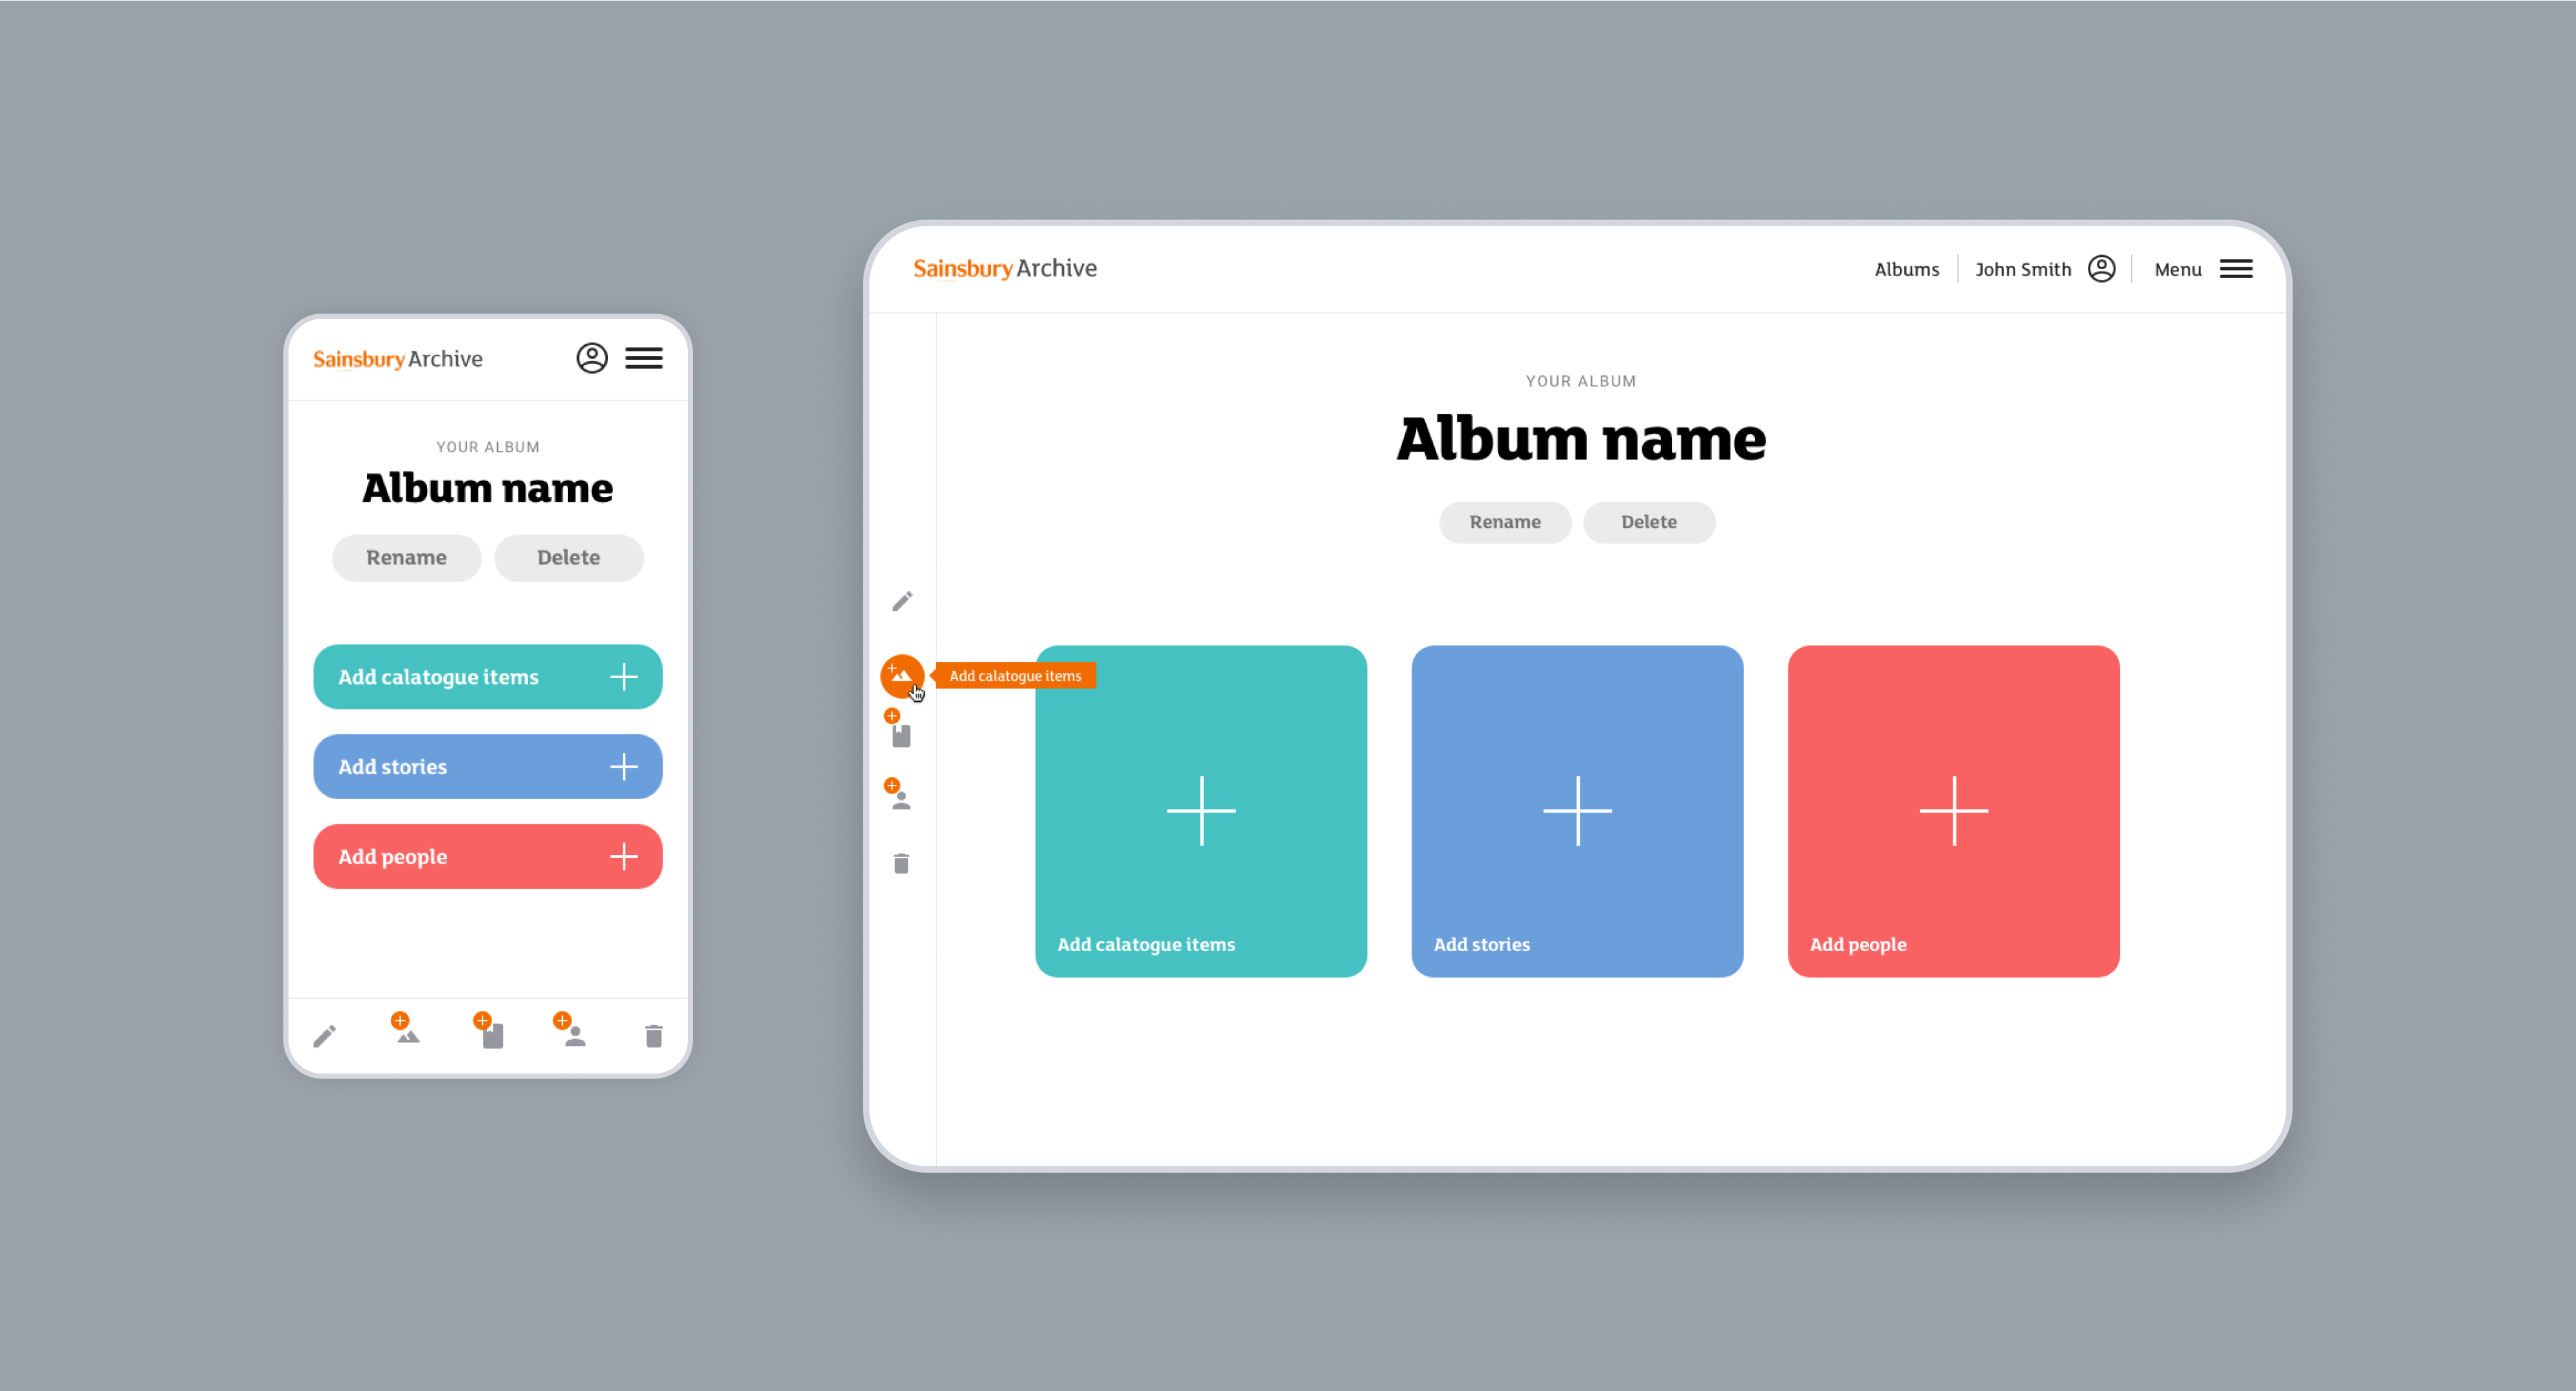 Sainsbury Archive
YOUR ALBUM
Album name
Rename Delete
Add calatogue items
Add stories
Add people
Sainsbury Archive
Albums John Smith Menu
YOUR ALBUM
Album name
Rename Delete
Add calatogue items
Add calatogue items
Add stories
Add people